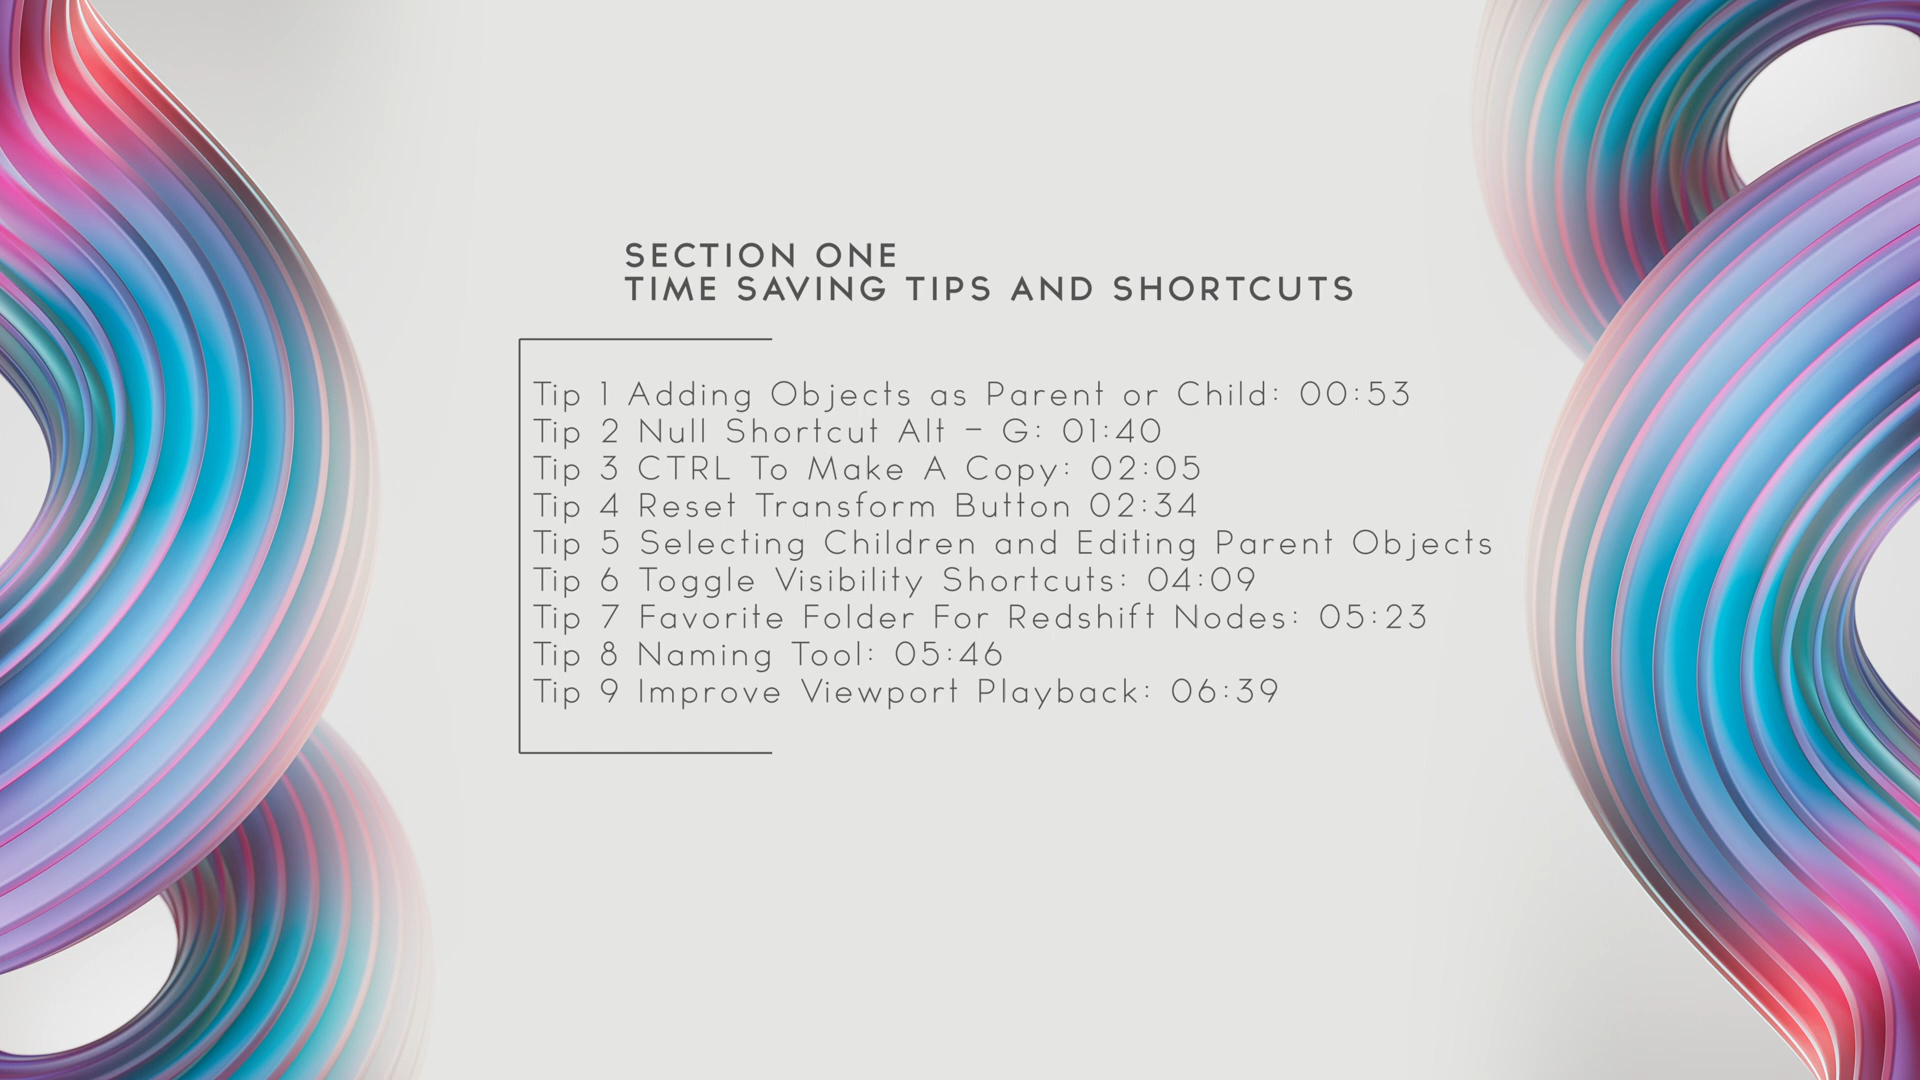 SECTION ONE
TIME SAVING TIPS AND SHORTCUTS
Tip 1 Adding Objects as Parent or Child: 00:53
Tip 2 Null Shortcut Alt - G: 01:40
Tip 3 CTRL To Make A Copy: 02:05
Tip 4 Reset Transform Button 02:34
Tip 5 Selecting Children and Editing Parent Objects
Tip 6 Toggle Visibility Shortcuts: 04:09
Tip 7 Favorite Folder For Redshift Nodes: 05:23
Tip 8 Naming Tool: 05:46
Tip 9 Improve Viewport Playback: 06:39